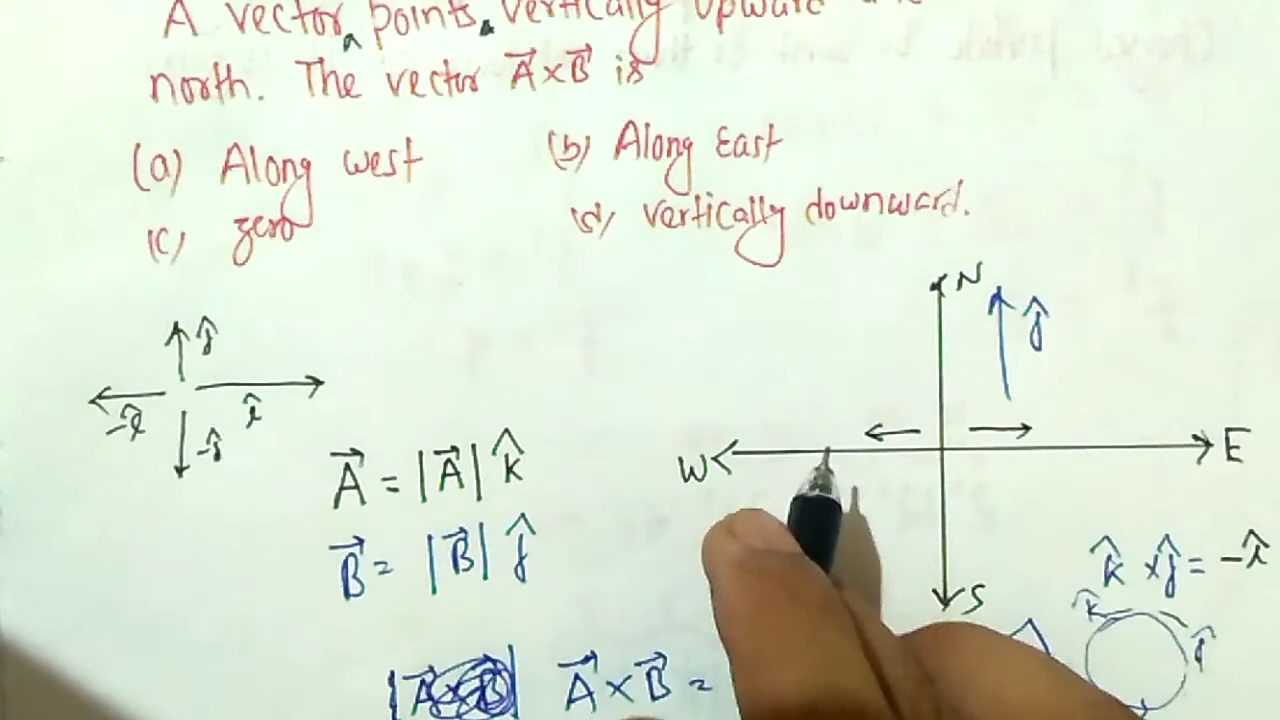 A vector points vertically upward
north. The vector A⃗×B⃗ is
(a) Along west (b) Along East
(c) zero (d) vertically downward.
N
ĵ
ĵ
-î î
-ĵ
W E
A⃗ = |A⃗| k̂
B⃗ = |B⃗| ĵ
S
k̂ × ĵ = -î
k̂ î
A⃗ × B⃗ =